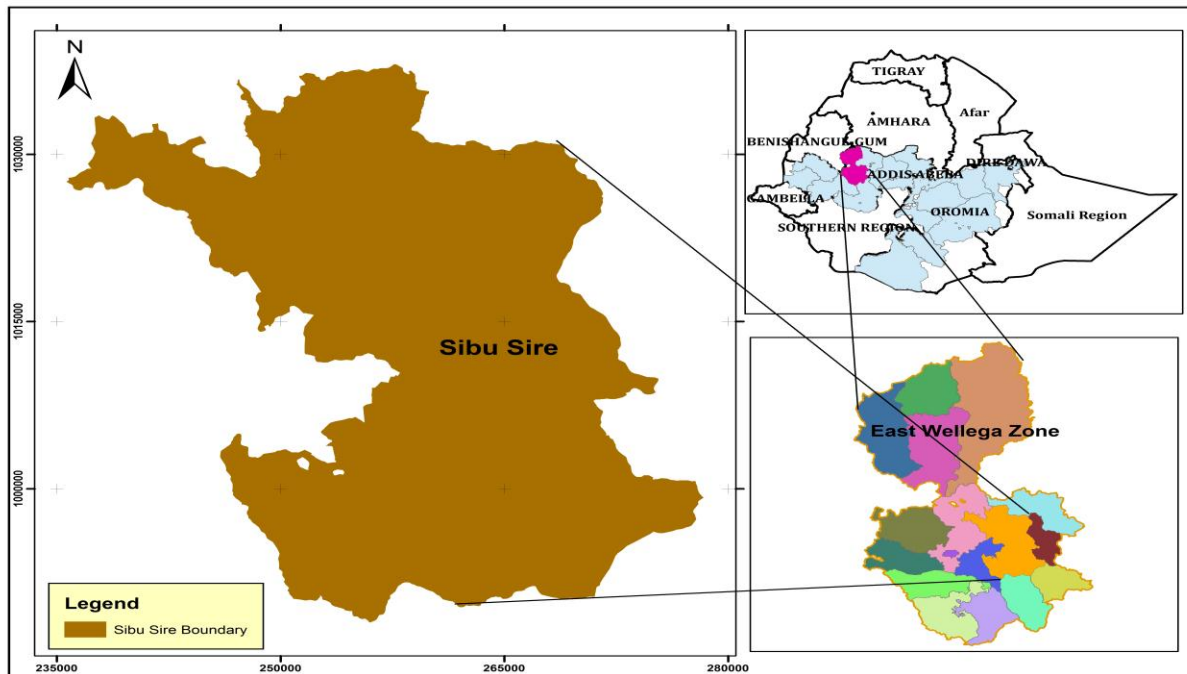 N
1030000
1015000
1000000
Sibu Sire
Legend
Sibu Sire Boundary
235000
250000
265000
280000
TIGRAY
Afar
AMHARA
BENISHANGUL GUM
DIRE DAWA
ADDIS ABEBA
GAMBELLA
OROMIA
Somali Region
SOUTHERN REGION
East Wellega Zone